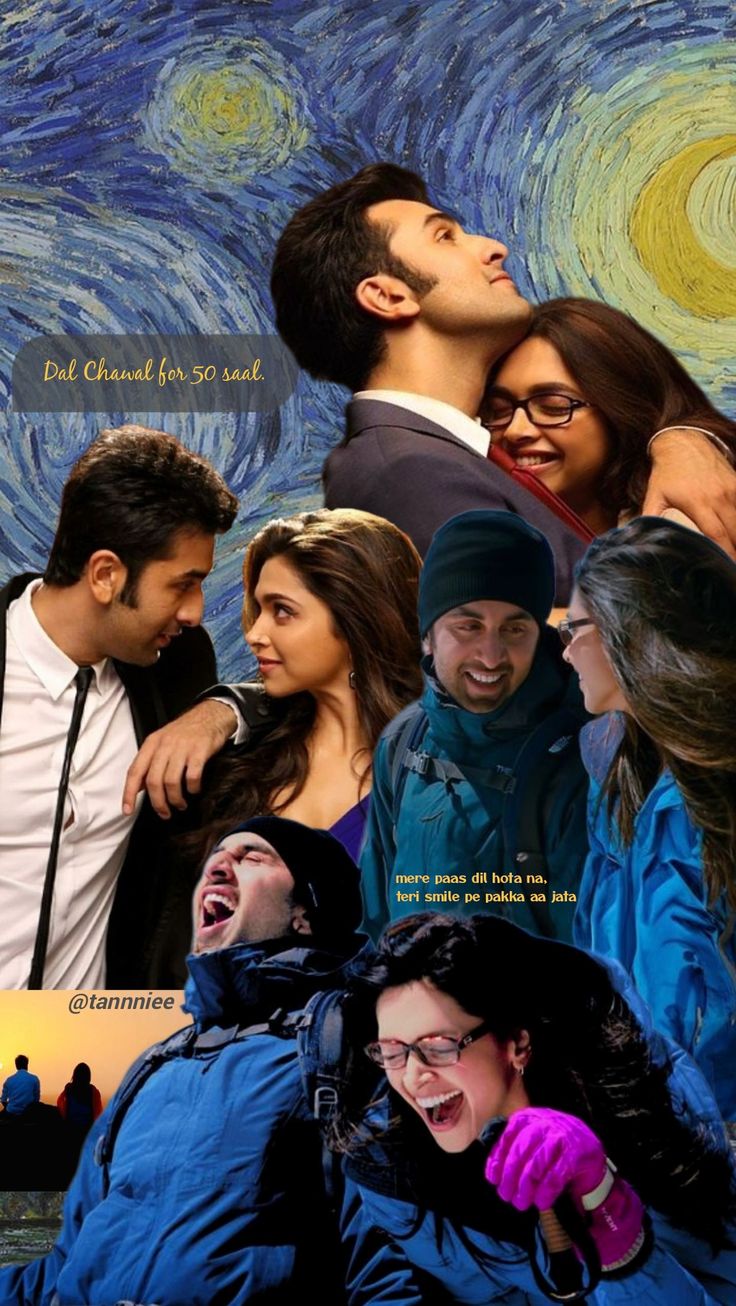 Dal Chawal for 50 saal.
mere paas dil hota na,
teri smile pe pakka aa jata
@tannniee